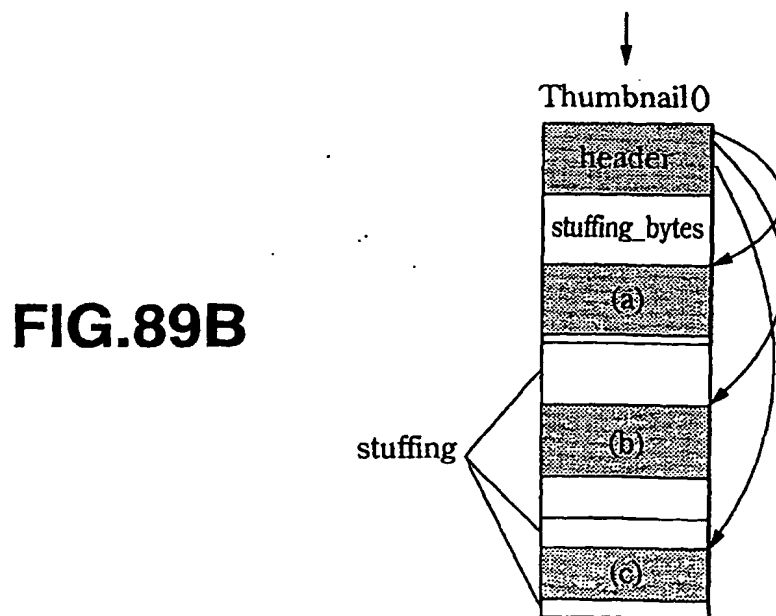 Thumbnail()
header
stuffing_bytes
(a)
FIG.89B
(b)
stuffing
(c)